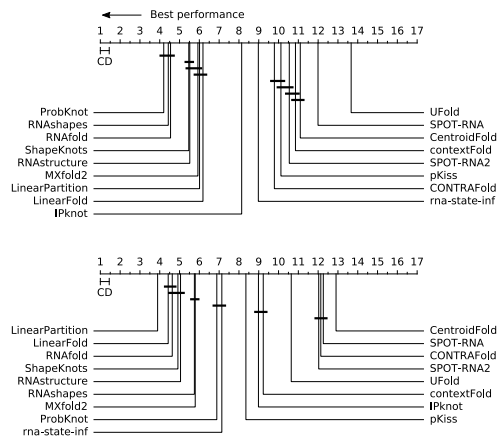 Best performance
1 2 3 4 5 6 7 8 9 10 11 12 13 14 15 16 17
CD
ProbKnot UFold
RNAshapes SPOT-RNA
RNAfold CentroidFold
ShapeKnots contextFold
RNAstructure SPOT-RNA2
MXfold2 pKiss
LinearPartition CONTRAFold
LinearFold rna-state-inf
IPknot
1 2 3 4 5 6 7 8 9 10 11 12 13 14 15 16 17
CD
LinearPartition CentroidFold
LinearFold SPOT-RNA
RNAfold CONTRAFold
ShapeKnots SPOT-RNA2
RNAstructure UFold
RNAshapes contextFold
MXfold2 IPknot
ProbKnot pKiss
rna-state-inf